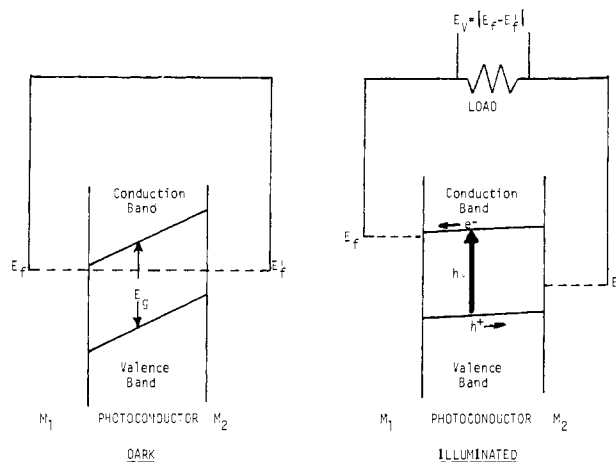 E_V = |E_f - E_f^|
LOAD
Conduction
Band
E_f
E_f
E_g
Valence
Band
M_1 PHOTOCONDUCTOR M_2
DARK
Conduction
Band
e-
E_f
h
E
h+
Valence
Band
M_1 PHOTOCONDUCTOR M_2
ILLUMINATED